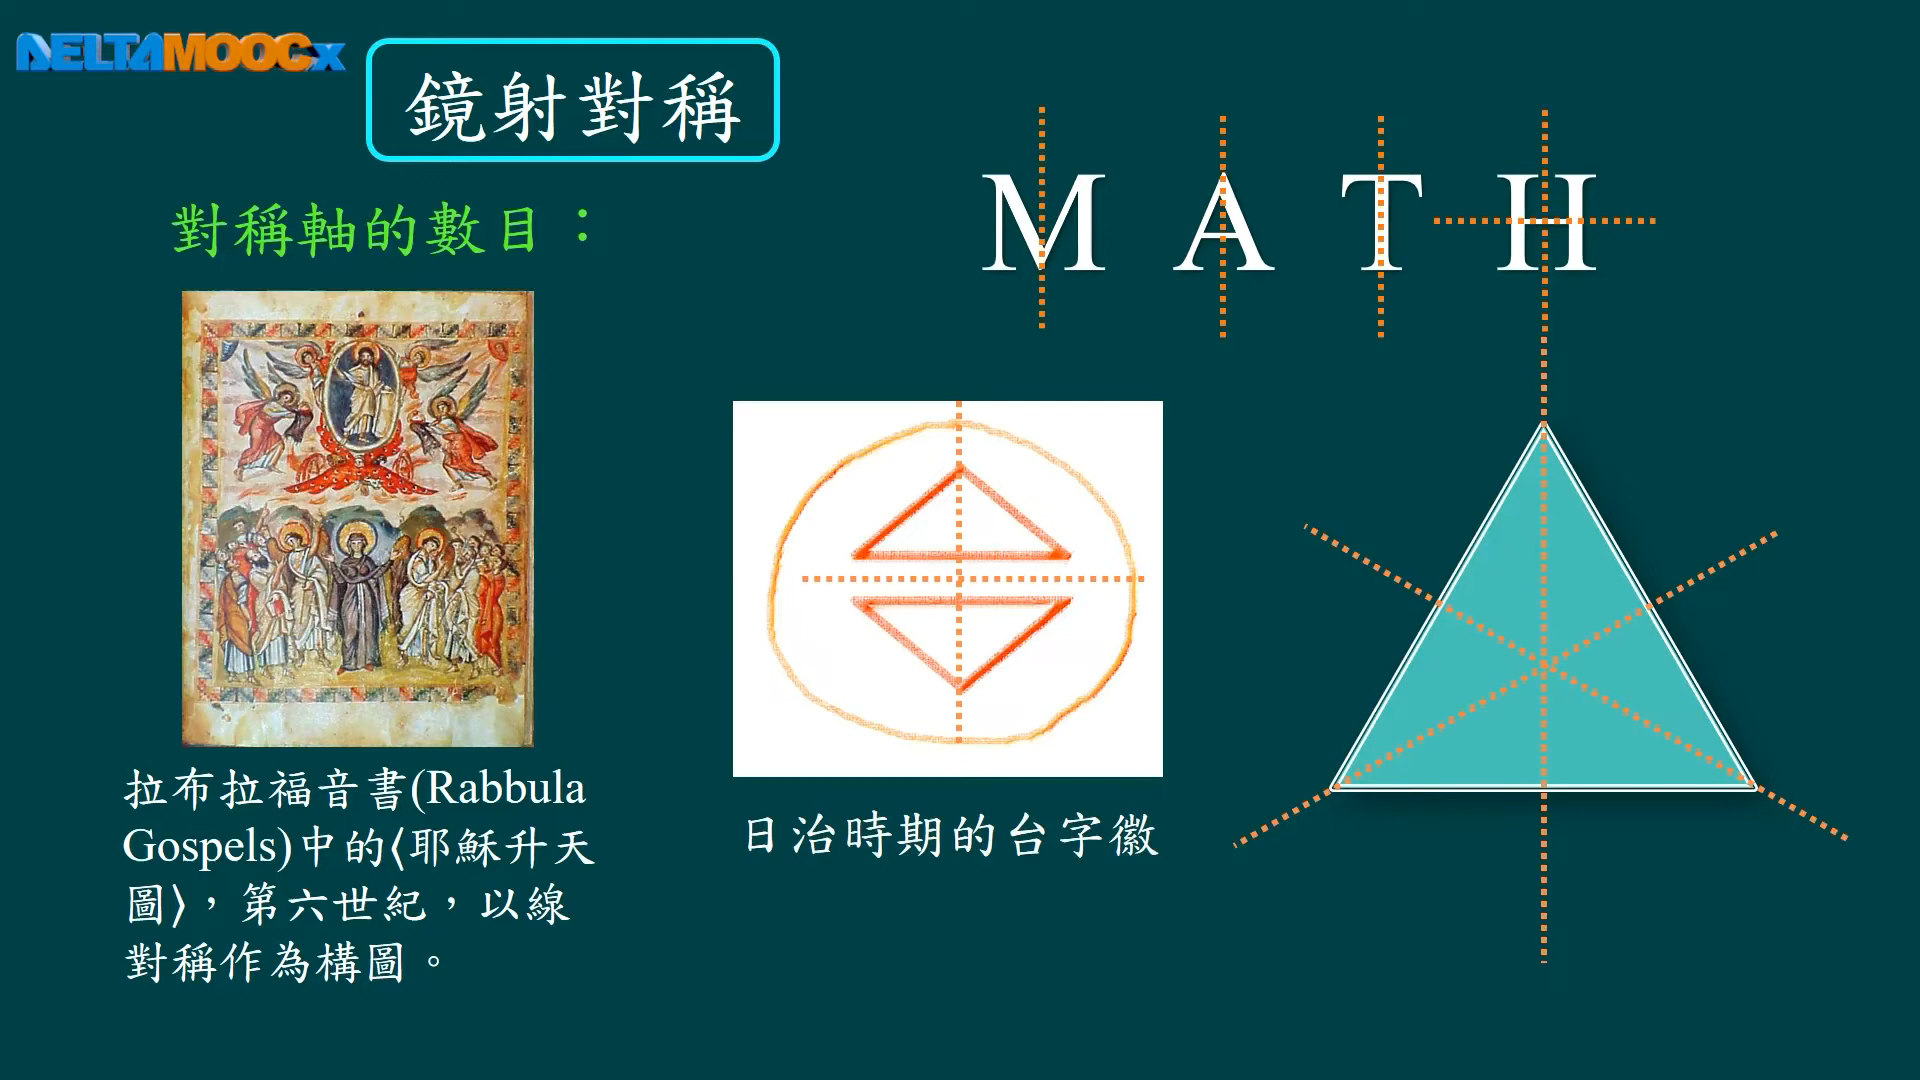 DELTAMOOCx
鏡射對稱
對稱軸的數目：
M A T H
拉布拉福音書(Rabbula
Gospels)中的⟨耶穌升天
圖⟩，第六世紀，以線
對稱作為構圖。
日治時期的台字徽